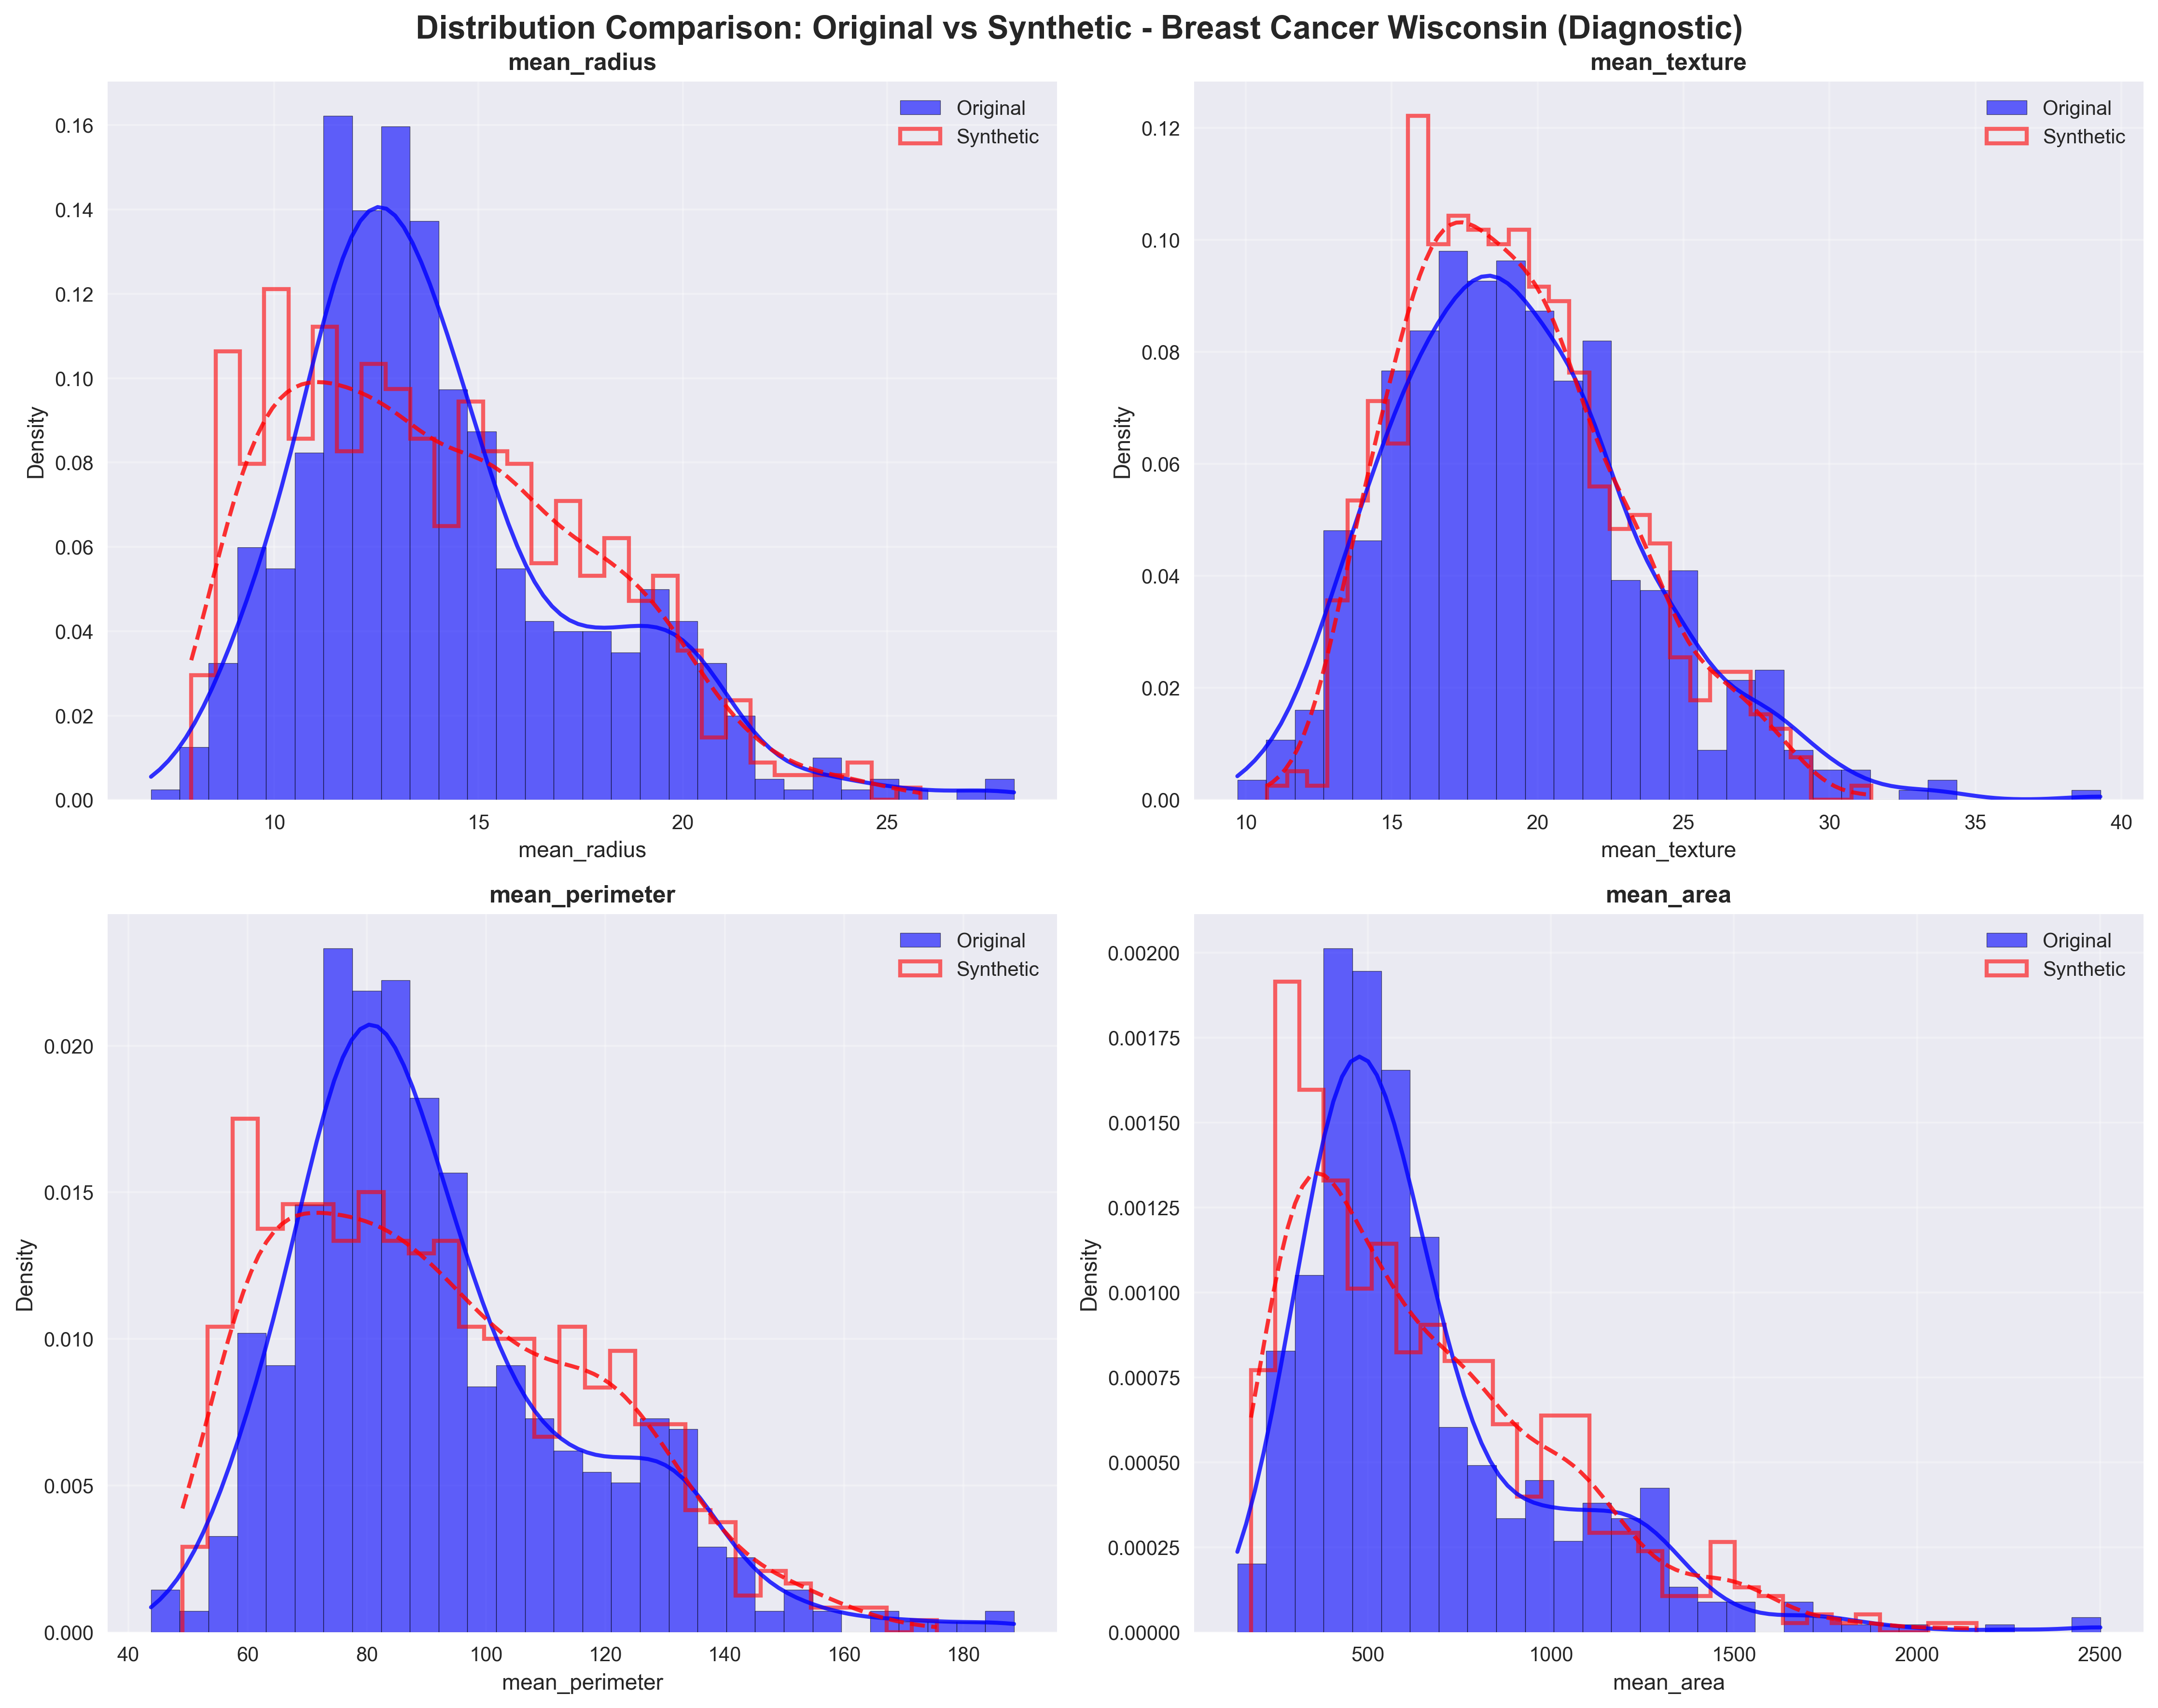 Distribution Comparison: Original vs Synthetic - Breast Cancer Wisconsin (Diagnostic)
mean_radius
Original
Synthetic
Density
0.16
0.14
0.12
0.10
0.08
0.06
0.04
0.02
0.00
10 15 20 25
mean_radius
mean_texture
Original
Synthetic
Density
0.12
0.10
0.08
0.06
0.04
0.02
0.00
10 15 20 25 30 35 40
mean_texture
mean_perimeter
Original
Synthetic
Density
0.020
0.015
0.010
0.005
0.000
40 60 80 100 120 140 160 180
mean_perimeter
mean_area
Original
Synthetic
Density
0.00200
0.00175
0.00150
0.00125
0.00100
0.00075
0.00050
0.00025
0.00000
500 1000 1500 2000 2500
mean_area